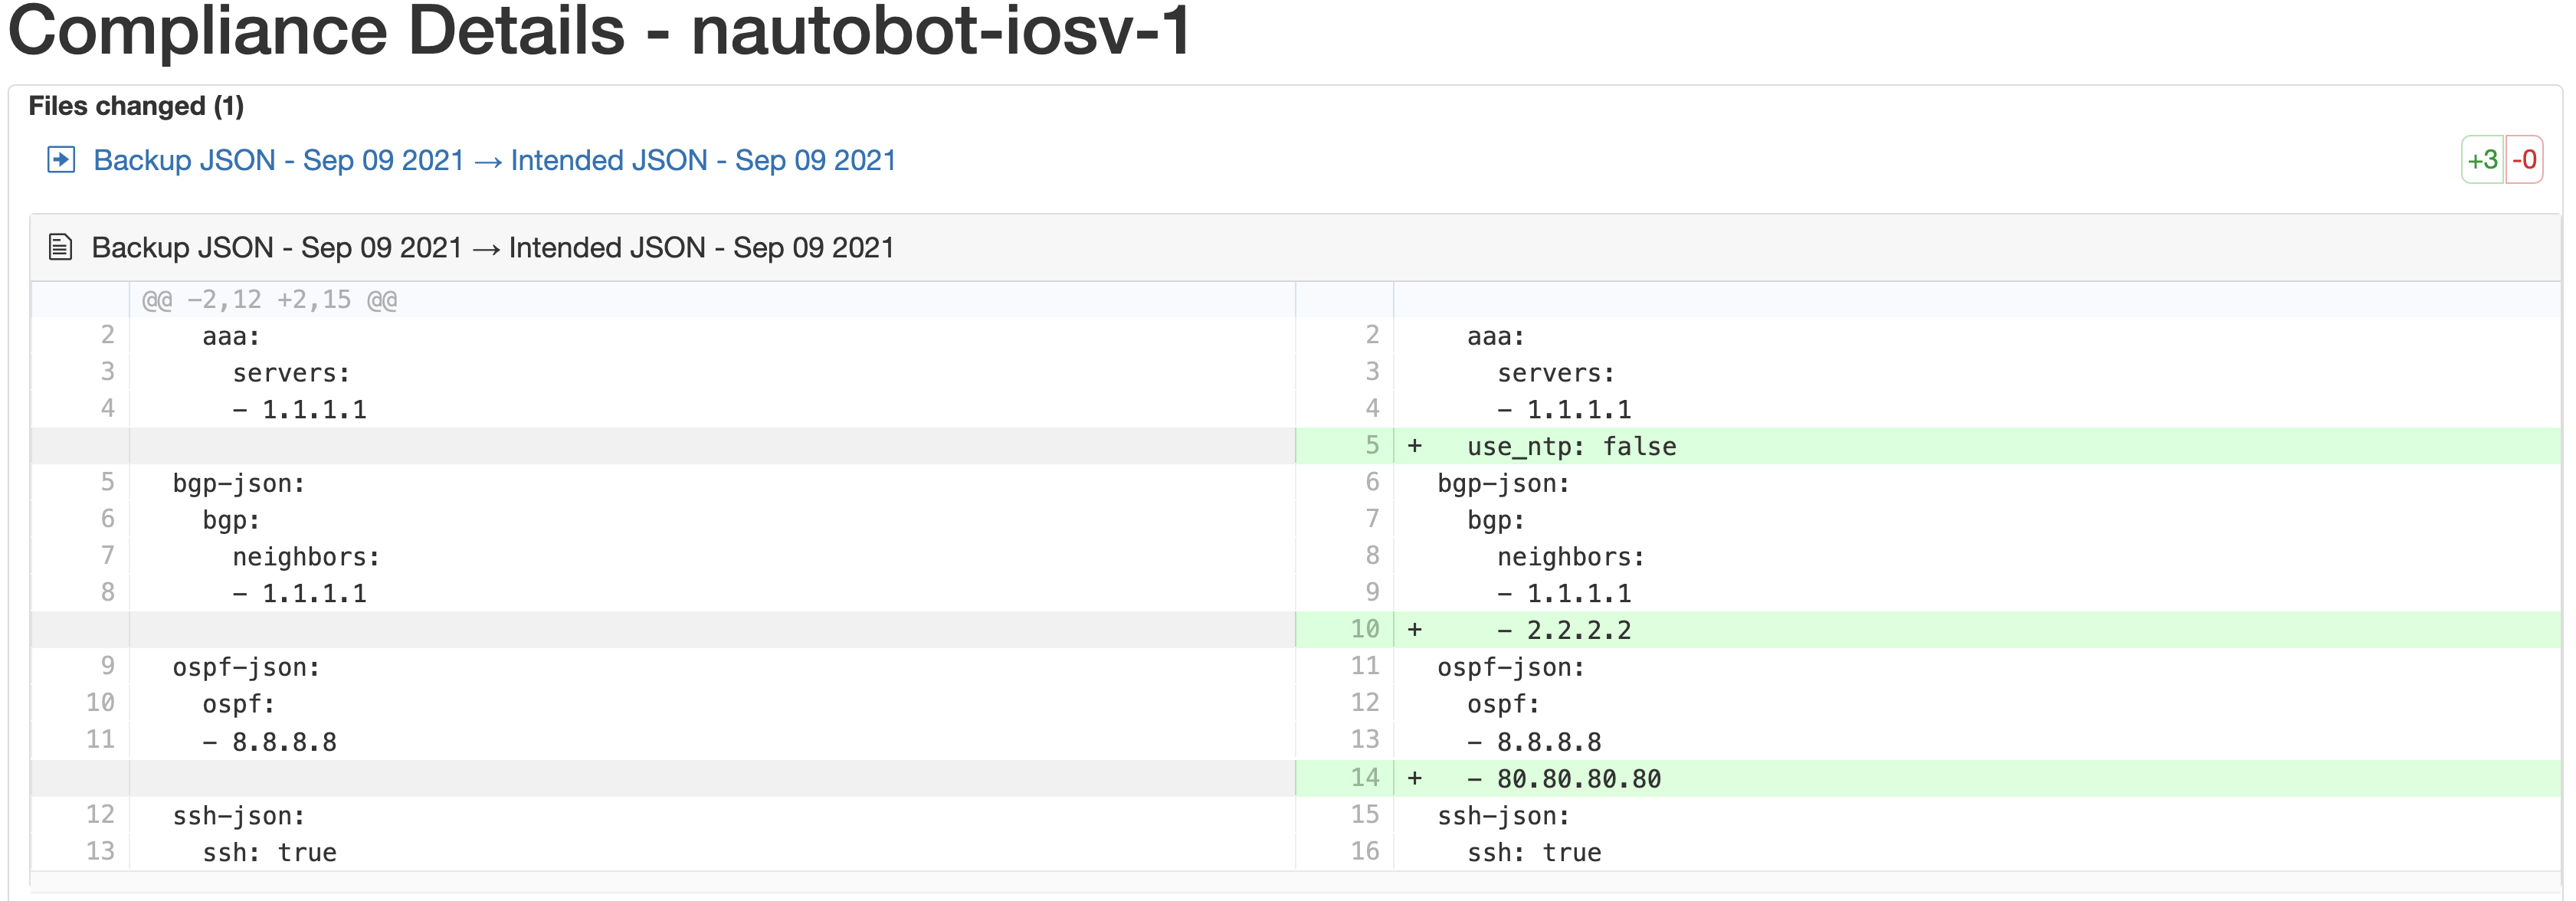 Compliance Details - nautobot-iosv-1
Files changed (1)
Backup JSON - Sep 09 2021 → Intended JSON - Sep 09 2021 +3 -0
Backup JSON - Sep 09 2021 → Intended JSON - Sep 09 2021
@@ -2,12 +2,15 @@
2 aaa: 2 aaa:
3 servers: 3 servers:
4 - 1.1.1.1 4 - 1.1.1.1
5 + use_ntp: false
5 bgp-json: 6 bgp-json:
6 bgp: 7 bgp:
7 neighbors: 8 neighbors:
8 - 1.1.1.1 9 - 1.1.1.1
10 + - 2.2.2.2
9 ospf-json: 11 ospf-json:
10 ospf: 12 ospf:
11 - 8.8.8.8 13 - 8.8.8.8
14 + - 80.80.80.80
12 ssh-json: 15 ssh-json:
13 ssh: true 16 ssh: true